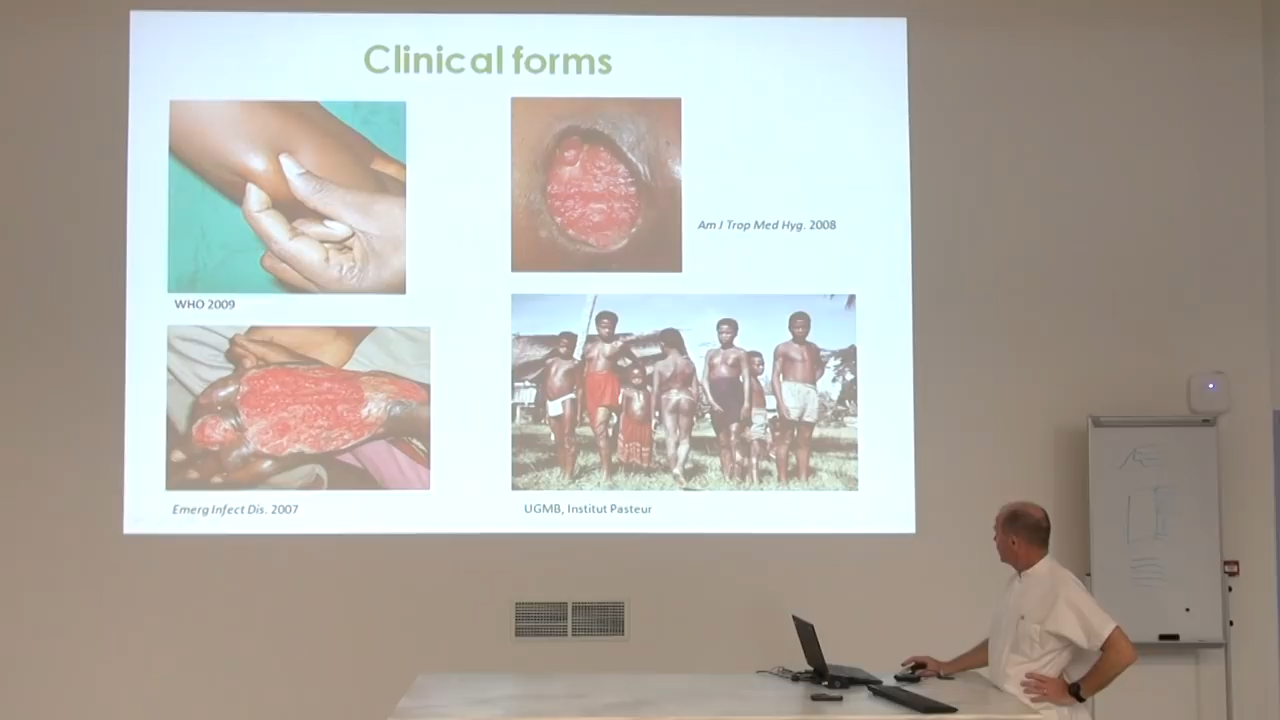 Clinical forms
Am J Trop Med Hyg. 2008
WHO 2009
Emerg Infect Dis. 2007
UGMB, Institut Pasteur